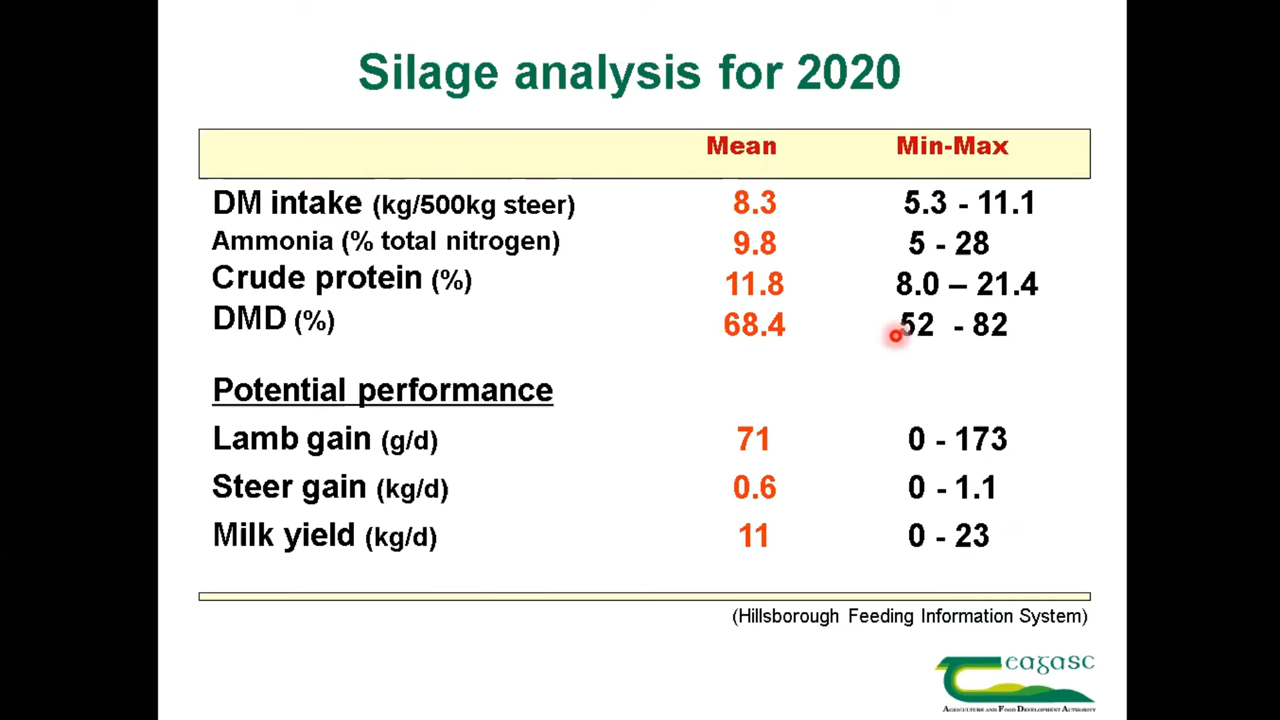 Silage analysis for 2020
Mean Min-Max
DM intake (kg/500kg steer) 8.3 5.3 - 11.1
Ammonia (% total nitrogen) 9.8 5 - 28
Crude protein (%) 11.8 8.0 – 21.4
DMD (%) 68.4 52 - 82
Potential performance
Lamb gain (g/d) 71 0 - 173
Steer gain (kg/d) 0.6 0 - 1.1
Milk yield (kg/d) 11 0 - 23
(Hillsborough Feeding Information System)
Teagasc
Agriculture and Food Development Authority